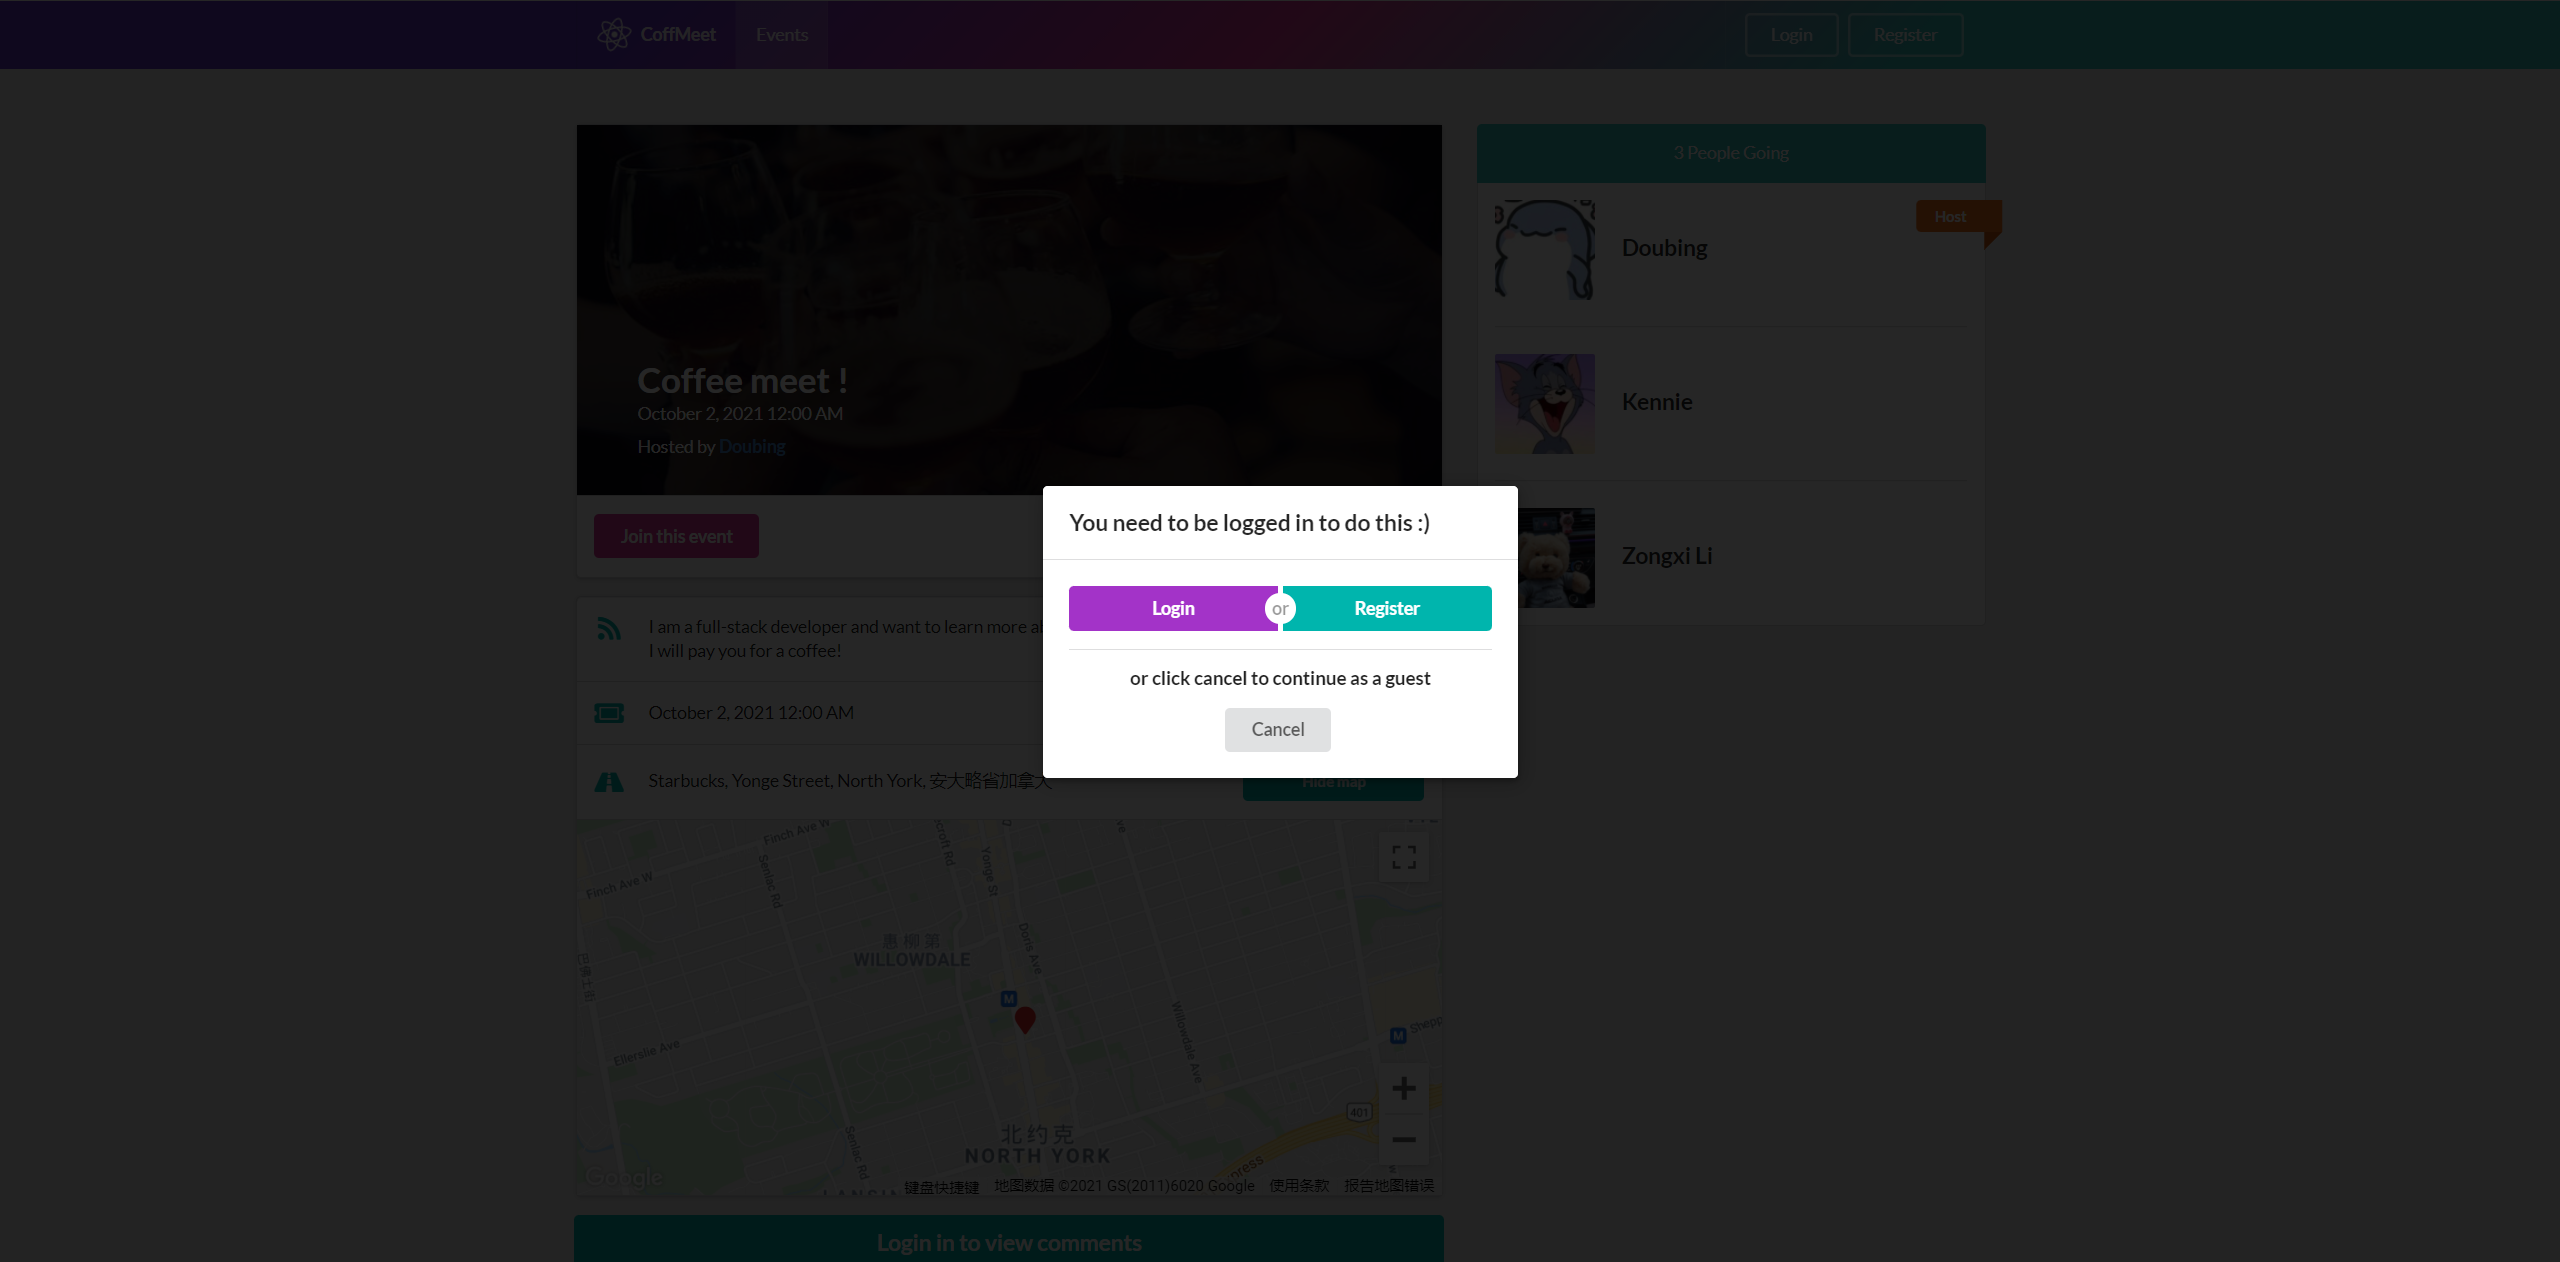 CoffMeet
Events
Login
Register
Coffee meet !
October 2, 2021 12:00 AM
Hosted by Doubing
Join this event
3 People Going
Host
Doubing
Kennie
Zongxi Li
You need to be logged in to do this :)
Login
or
Register
or click cancel to continue as a guest
Cancel
I am a full-stack developer and want to learn more
I will pay you for a coffee!
October 2, 2021 12:00 AM
Starbucks, Yonge Street, North York, 安大略省加拿大
Hide map
Finch Ave W
Finch Ave W
Senlac Rd
Yonge St
Doris Ave
惠柳第
WILLOWDALE
M
Willowdale Ave
M
Ellerslie Ave
401
北约克
NORTH YORK
Senlac Rd
Google
键盘快捷键
地图数据 ©2021 GS(2011)6020 Google
使用条款
报告地图错误
Login in to view comments